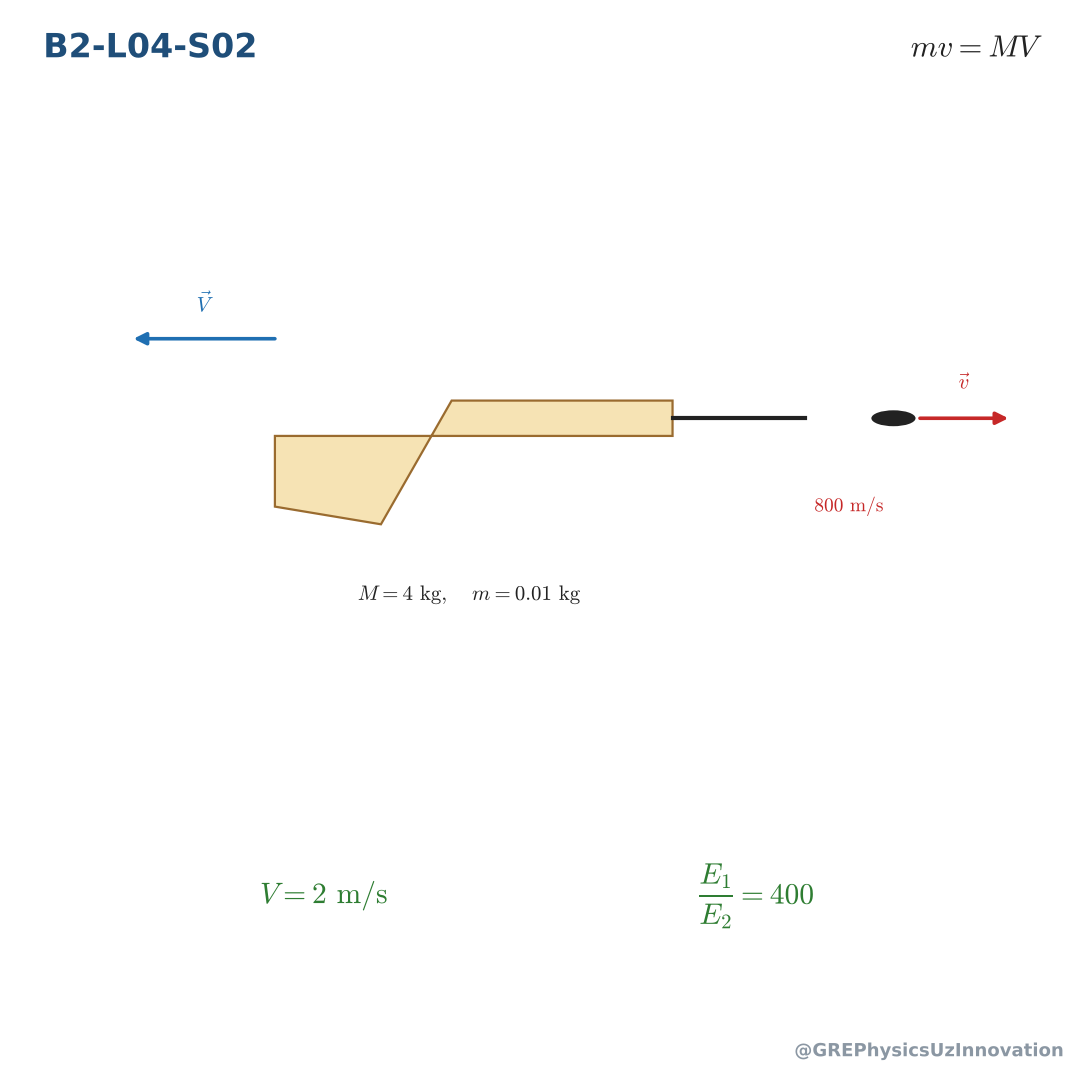 B2-L04-S02
mv = MV
V⃗
v⃗
800 m/s
M = 4 kg, m = 0.01 kg
V = 2 m/s
E₁/E₂ = 400
@GREPhysicsUzInnovation